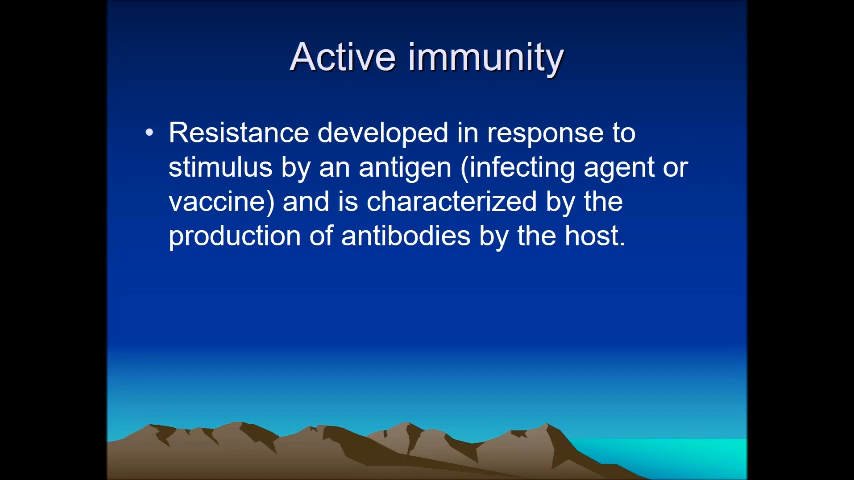 Active immunity
• Resistance developed in response to
stimulus by an antigen (infecting agent or
vaccine) and is characterized by the
production of antibodies by the host.